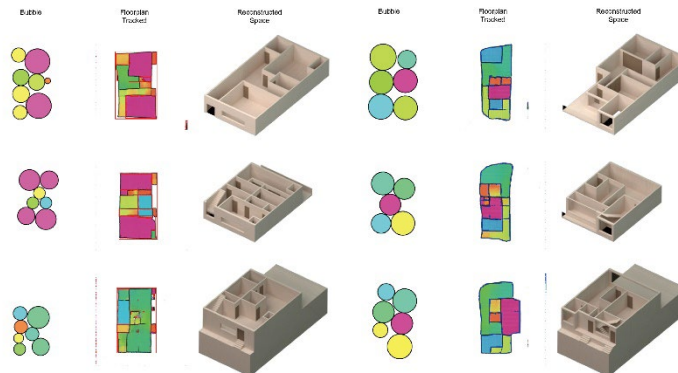 Bubble
Floorplan
Tracked
Reconstructed
Space
Bubble
Floorplan
Tracked
Reconstructed
Space